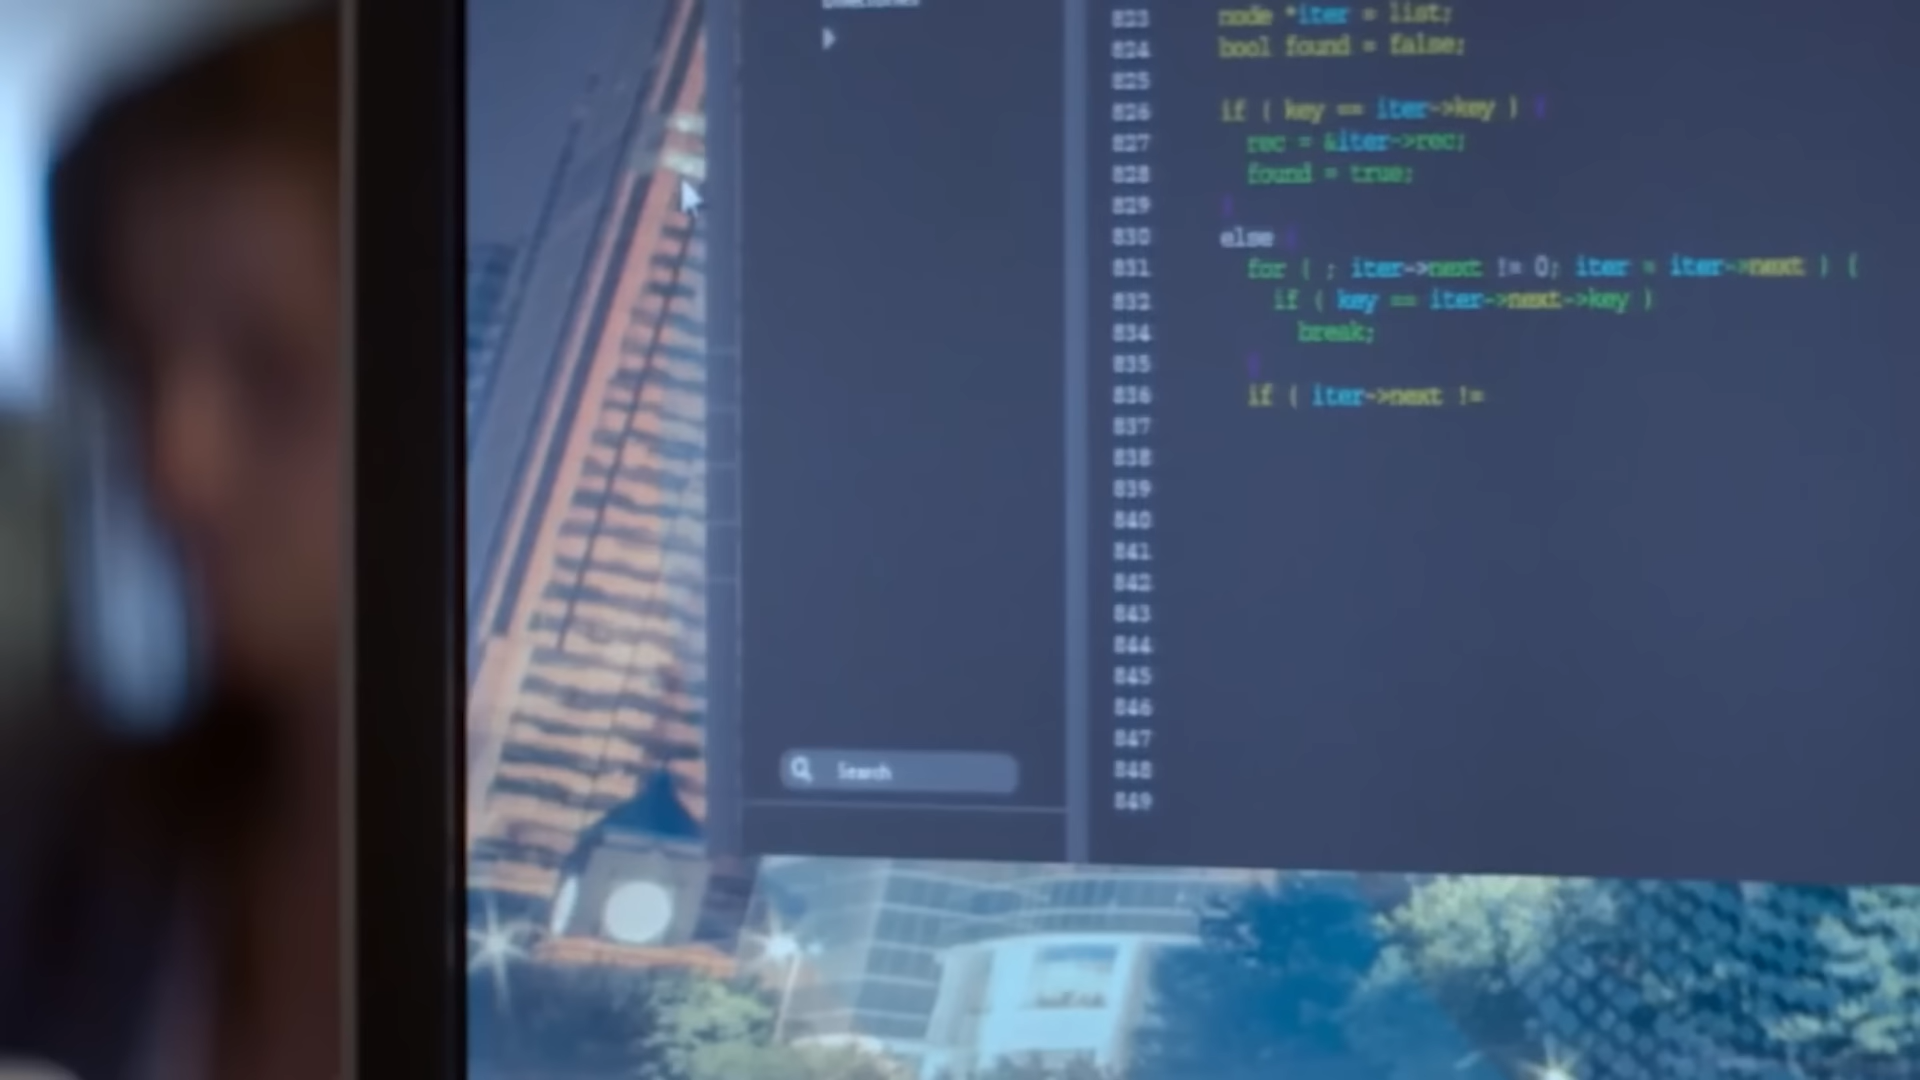 Search
823 node *iter = list;
824 bool found = false;
825
826 if ( key == iter->key ) {
827 rec = &iter->rec;
828 found = true;
829 }
830 else {
831 for ( ; iter->next != 0; iter = iter->next ) {
832 if ( key == iter->next->key )
834 break;
835 }
836 if ( iter->next !=
837
838
839
840
841
842
843
844
845
846
847
848
849